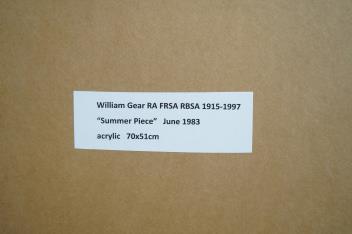 William Gear RA FRSA RBSA 1915-1997
"Summer Piece"   June 1983
acrylic   70x51cm